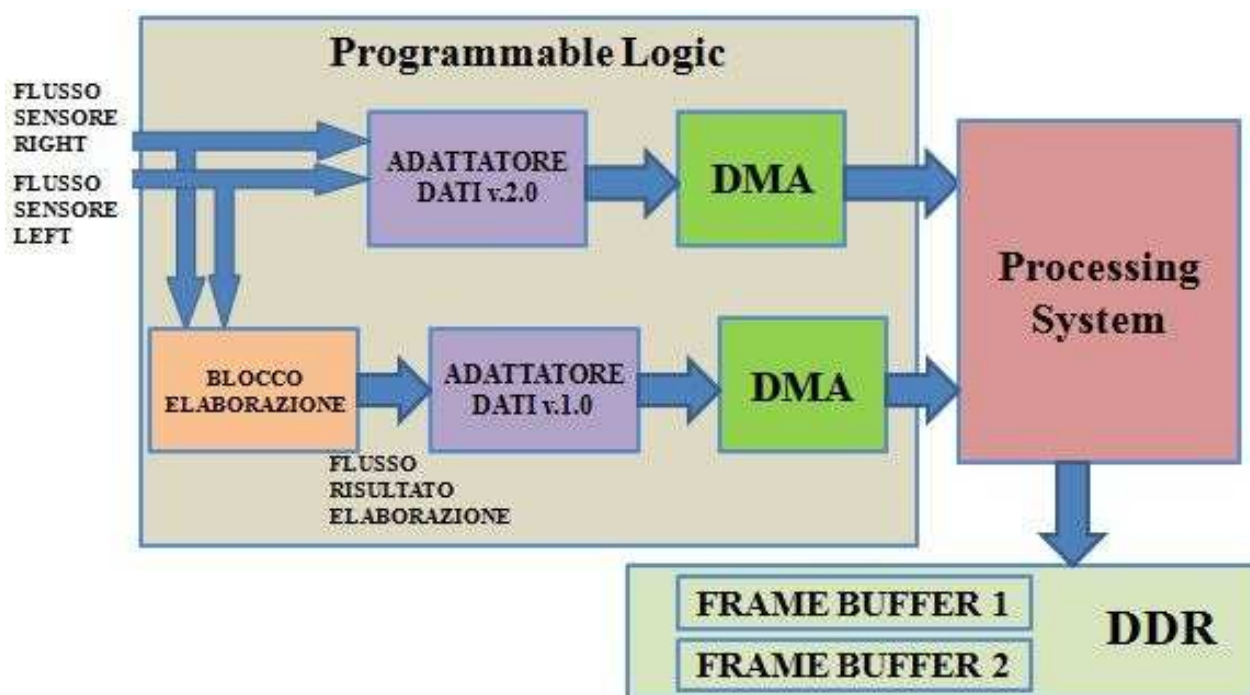 Programmable Logic
FLUSSO
SENSORE
RIGHT
FLUSSO
SENSORE
LEFT
ADATTATORE
DATI v.2.0
DMA
Processing
System
BLOCCO
ELABORAZIONE
ADATTATORE
DATI v.1.0
DMA
FLUSSO
RISULTATO
ELABORAZIONE
FRAME BUFFER 1
FRAME BUFFER 2
DDR